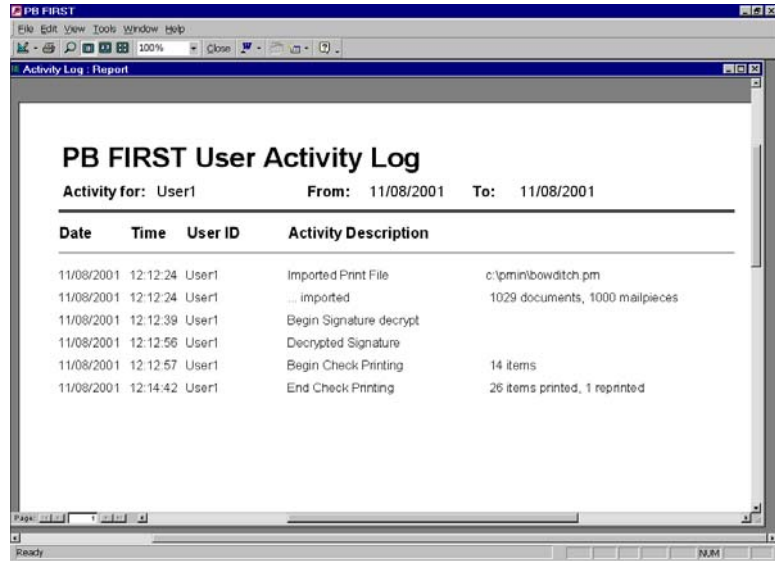 PB FIRST
File Edit View Tools Window Help
100% Close
Activity Log : Report
PB FIRST User Activity Log
Activity for: User1 From: 11/08/2001 To: 11/08/2001
Date Time User ID Activity Description
11/08/2001 12:12:24 User1 Imported Print File c:\prnin\bowditch.prn
11/08/2001 12:12:24 User1 ... imported 1029 documents, 1000 mailpieces
11/08/2001 12:12:39 User1 Begin Signature decrypt
11/08/2001 12:12:56 User1 Decrypted Signature
11/08/2001 12:12:57 User1 Begin Check Printing 14 items
11/08/2001 12:14:42 User1 End Check Printing 26 items printed, 1 reprinted
Page: 1
Ready NUM